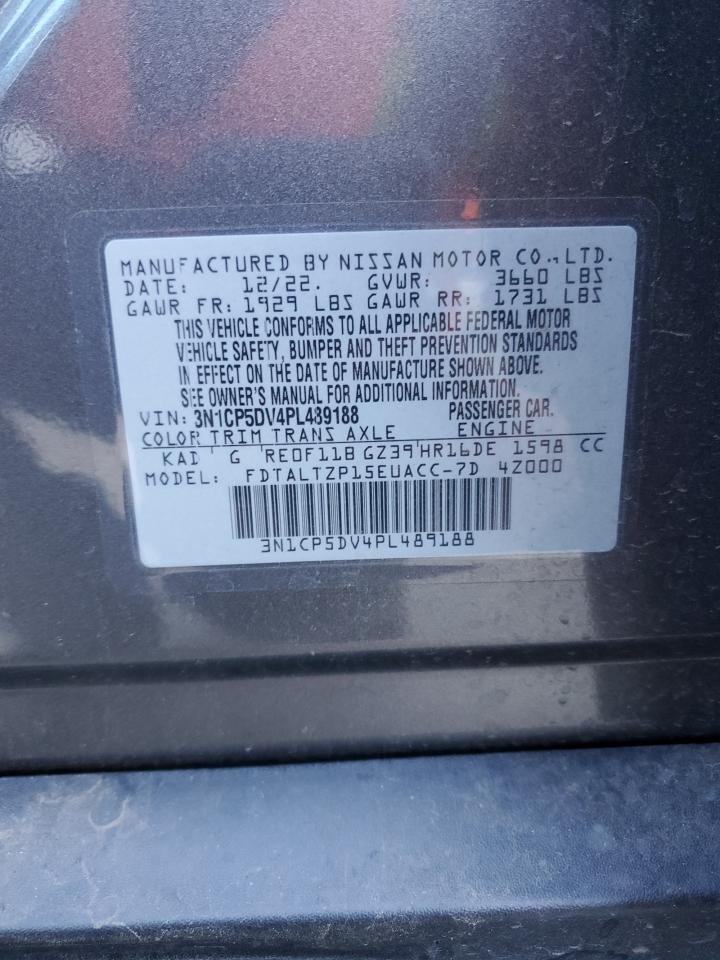 MANUFACTURED BY NISSAN MOTOR CO., LTD.
DATE: 12/22. GVWR: 3660 LBS
GAWR FR: 1929 LBS GAWR RR: 1731 LBS
THIS VEHICLE CONFORMS TO ALL APPLICABLE FEDERAL MOTOR
VEHICLE SAFETY, BUMPER AND THEFT PREVENTION STANDARDS
IN EFFECT ON THE DATE OF MANUFACTURE SHOWN ABOVE.
SEE OWNER'S MANUAL FOR ADDITIONAL INFORMATION.
VIN: 3N1CP5DV4PL489188 PASSENGER CAR.
COLOR TRIM TRANS AXLE ENGINE
KAD G RE0F11B GZ39 HR16DE 1598 CC
MODEL: FDTALTZP15EUACC-7D 4Z000
3N1CP5DV4PL489188